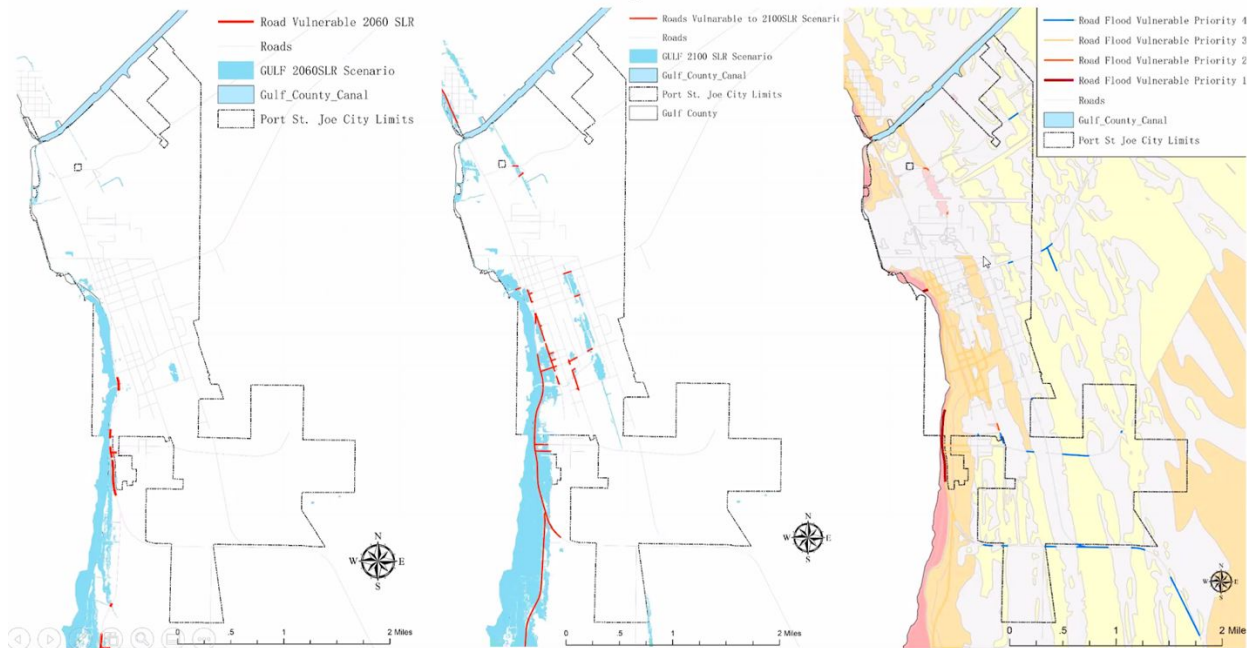 Road Vulnerable 2060 SLR
Roads
GULF 2060SLR Scenario
Gulf_County_Canal
Port St. Joe City Limits
N
W E
S
0 .5 1 2 Miles
Roads Vulnarable to 2100SLR Scenario
Roads
GULF 2100 SLR Scenario
Gulf_County_Canal
Port St. Joe City Limits
Gulf County
N
W E
S
0 .5 1 2 Miles
Road Flood Vulnerable Priority 4
Road Flood Vulnerable Priority 3
Road Flood Vulnerable Priority 2
Road Flood Vulnerable Priority 1
Roads
Gulf_County_Canal
Port St Joe City Limits
N
W E
S
0 .5 1 2 Miles